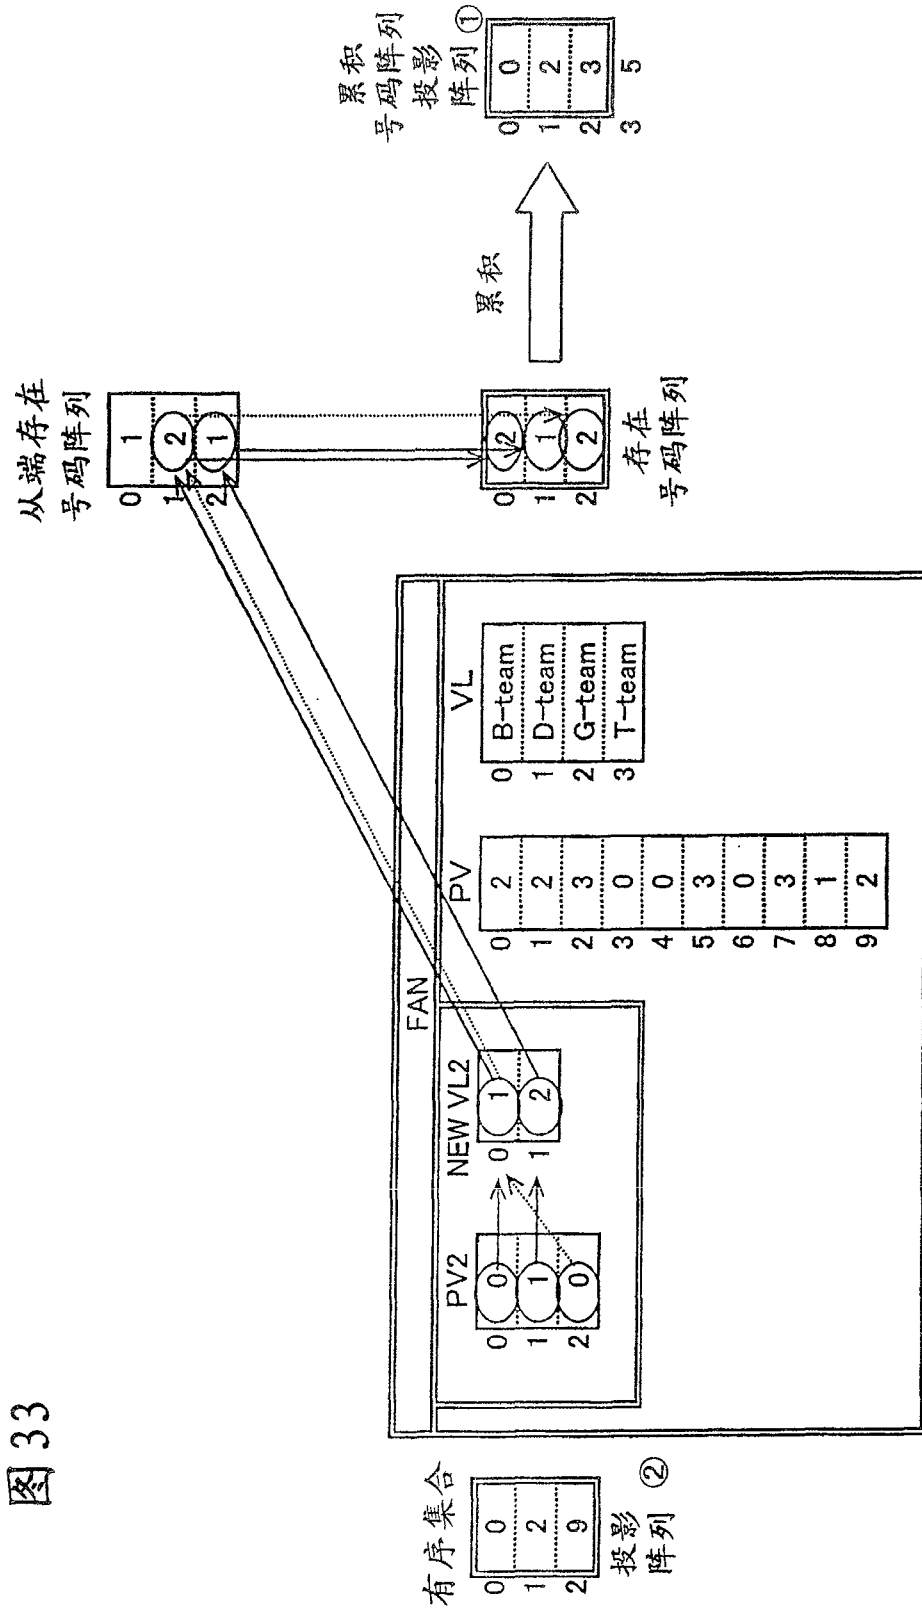 图33
有序集合
0 0
1 2
2 9
投影
阵列
②
FAN
PV2
0 0
1 1
2 0
NEW VL2
0 1
1 2
PV
0 2
1 2
2 3
3 0
4 0
5 3
6 0
7 3
8 1
9 2
VL
0 B-team
1 D-team
2 G-team
3 T-team
从端存在
号码阵列
0 1
1 2
2 1
0 2
1 1
2 2
存在
号码阵列
累积
累积
号码阵列
投影
阵列 ①
0 0
1 2
2 3
3 5